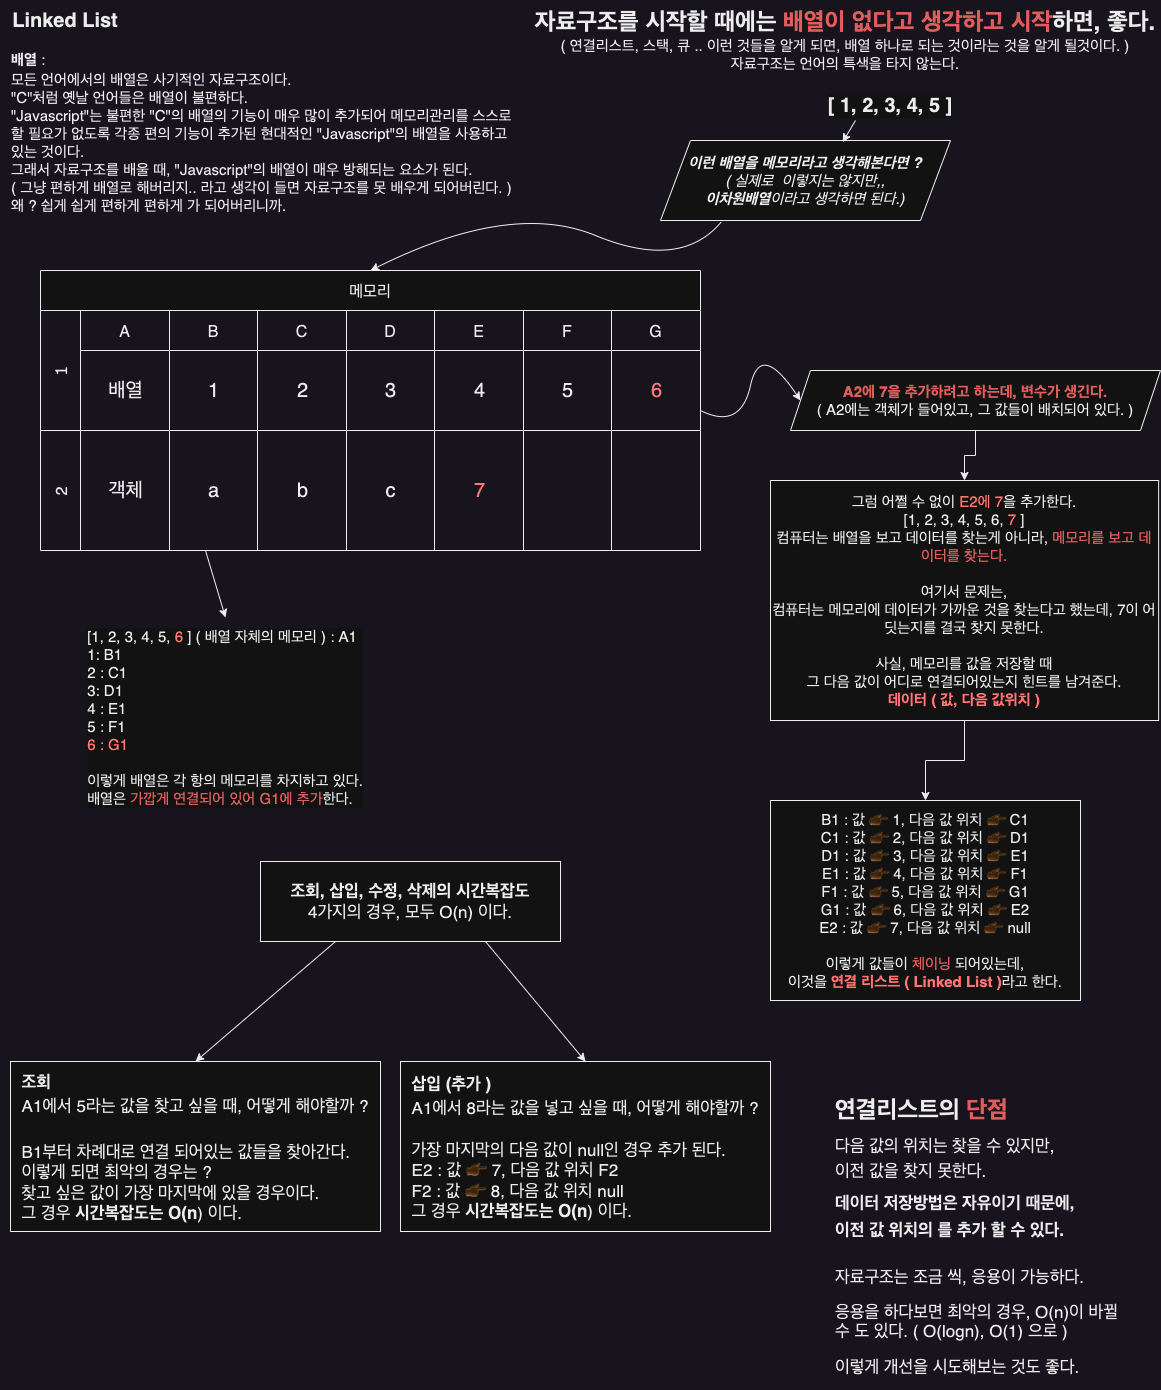 Linked List
배열 :
모든 언어에서의 배열은 사기적인 자료구조이다.
"C"처럼 옛날 언어들은 배열이 불편하다.
"Javascript"는 불편한 "C"의 배열의 기능이 매우 많이 추가되어 메모리관리를 스스로
할 필요가 없도록 각종 편의 기능이 추가된 현대적인 "Javascript"의 배열을 사용하고
있는 것이다.
그래서 자료구조를 배울 때, "Javascript"의 배열이 매우 방해되는 요소가 된다.
( 그냥 편하게 배열로 해버리지.. 라고 생각이 들면 자료구조를 못 배우게 되어버린다. )
왜 ? 쉽게 쉽게 편하게 편하게 가 되어버리니까.
자료구조를 시작할 때에는 배열이 없다고 생각하고 시작하면, 좋다.
( 연결리스트, 스택, 큐 .. 이런 것들을 알게 되면, 배열 하나로 되는 것이라는 것을 알게 될것이다. )
자료구조는 언어의 특색을 타지 않는다.
[ 1, 2, 3, 4, 5 ]
이런 배열을 메모리라고 생각해본다면 ?
( 실제로 이렇지는 않지만,,
이차원배열이라고 생각하면 된다.)
메모리
1 A B C D E F G
배열 1 2 3 4 5 6
2 객체 a b c 7
A2에 7을 추가하려고 하는데, 변수가 생긴다.
( A2에는 객체가 들어있고, 그 값들이 배치되어 있다. )
그럼 어쩔 수 없이 E2에 7을 추가한다.
[1, 2, 3, 4, 5, 6, 7 ]
컴퓨터는 배열을 보고 데이터를 찾는게 아니라, 메모리를 보고 데
이터를 찾는다.
여기서 문제는,
컴퓨터는 메모리에 데이터가 가까운 것을 찾는다고 했는데, 7이 어
딧는지를 결국 찾지 못한다.
사실, 메모리를 값을 저장할 때
그 다음 값이 어디로 연결되어있는지 힌트를 남겨준다.
데이터 ( 값, 다음 값위치 )
[1, 2, 3, 4, 5, 6 ] ( 배열 자체의 메모리 ) : A1
1: B1
2 : C1
3: D1
4 : E1
5 : F1
6 : G1
이렇게 배열은 각 항의 메모리를 차지하고 있다.
배열은 가깝게 연결되어 있어 G1에 추가한다.
B1 : 값 👉🏿 1, 다음 값 위치 👉🏿 C1
C1 : 값 👉🏿 2, 다음 값 위치 👉🏿 D1
D1 : 값 👉🏿 3, 다음 값 위치 👉🏿 E1
E1 : 값 👉🏿 4, 다음 값 위치 👉🏿 F1
F1 : 값 👉🏿 5, 다음 값 위치 👉🏿 G1
G1 : 값 👉🏿 6, 다음 값 위치 👉🏿 E2
E2 : 값 👉🏿 7, 다음 값 위치 👉🏿 null
이렇게 값들이 체이닝 되어있는데,
이것을 연결 리스트 ( Linked List )라고 한다.
조회, 삽입, 수정, 삭제의 시간복잡도
4가지의 경우, 모두 O(n) 이다.
조회
A1에서 5라는 값을 찾고 싶을 때, 어떻게 해야할까 ?
B1부터 차례대로 연결 되어있는 값들을 찾아간다.
이렇게 되면 최악의 경우는 ?
찾고 싶은 값이 가장 마지막에 있을 경우이다.
그 경우 시간복잡도는 O(n) 이다.
삽입 (추가 )
A1에서 8라는 값을 넣고 싶을 때, 어떻게 해야할까 ?
가장 마지막의 다음 값이 null인 경우 추가 된다.
E2 : 값 👉🏿 7, 다음 값 위치 F2
F2 : 값 👉🏿 8, 다음 값 위치 null
그 경우 시간복잡도는 O(n) 이다.
연결리스트의 단점
다음 값의 위치는 찾을 수 있지만,
이전 값을 찾지 못한다.
데이터 저장방법은 자유이기 때문에,
이전 값 위치의 를 추가 할 수 있다.
자료구조는 조금 씩, 응용이 가능하다.
응용을 하다보면 최악의 경우, O(n)이 바뀔
수 도 있다. ( O(logn), O(1) 으로 )
이렇게 개선을 시도해보는 것도 좋다.